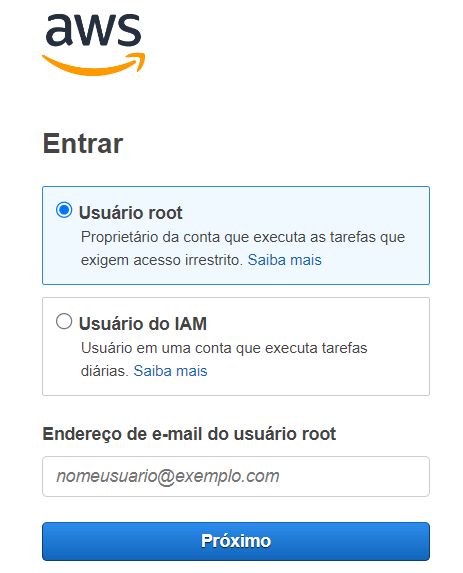 aws
Entrar
Usuário root
Proprietário da conta que executa as tarefas que
exigem acesso irrestrito. Saiba mais
Usuário do IAM
Usuário em uma conta que executa tarefas
diárias. Saiba mais
Endereço de e-mail do usuário root
nomeusuario@exemplo.com
Próximo